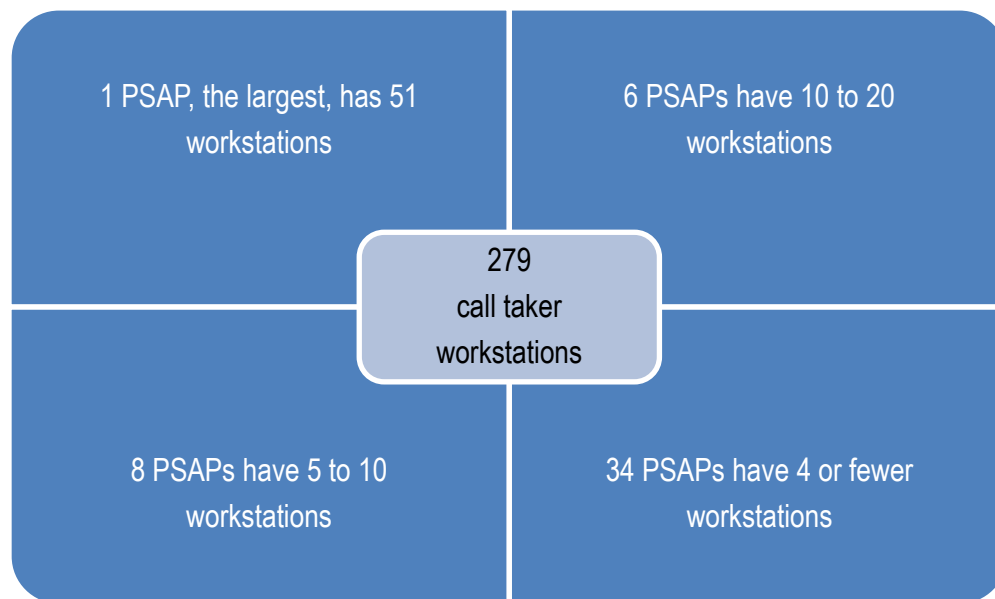 1 PSAP, the largest, has 51
workstations
6 PSAPs have 10 to 20
workstations
279
call taker
workstations
8 PSAPs have 5 to 10
workstations
34 PSAPs have 4 or fewer
workstations